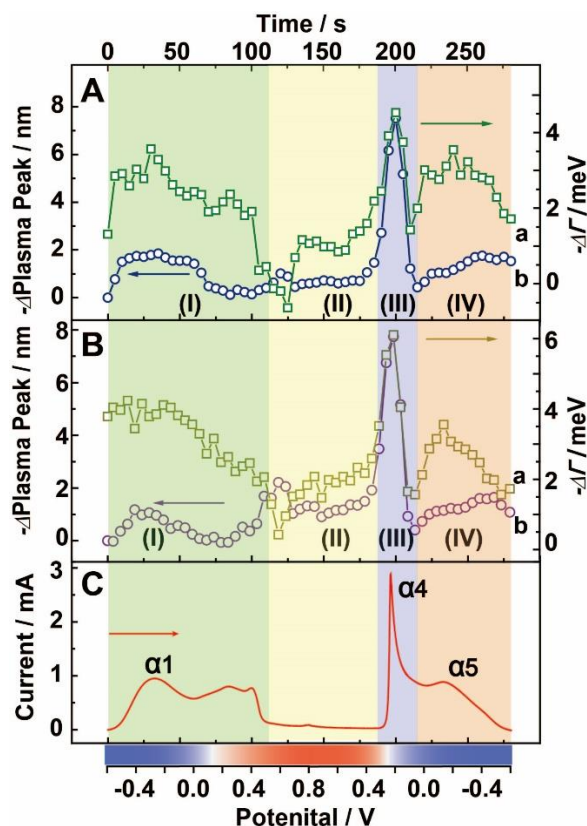 Time / s
0 50 100 150 200 250
A
-ΔPlasma Peak / nm
8
6
4
2
0
-ΔΓ/meV
4
2
0
a
b
(I) (II) (III) (IV)
B
-ΔPlasma Peak / nm
8
6
4
2
0
-ΔΓ/meV
6
4
2
0
a
b
(I) (II) (III) (IV)
C
Current / mA
3
2
1
0
α1 α4 α5
-0.4 0.0 0.4 0.8 0.4 0.0 -0.4
Potenital / V